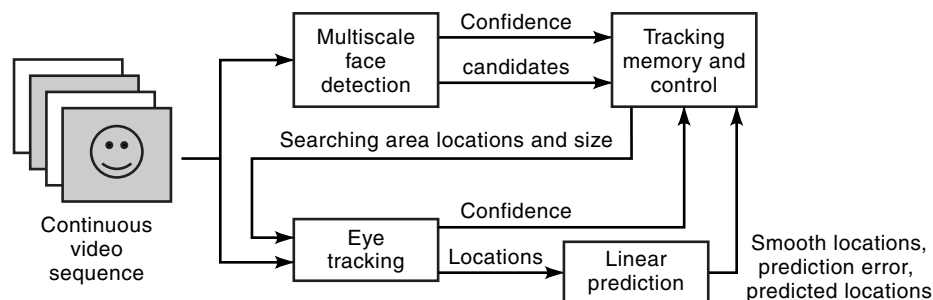 Confidence
Multiscale
face
detection
candidates
Tracking
memory and
control
Searching area locations and size
Continuous
video
sequence
Confidence
Eye
tracking
Locations
Linear
prediction
Smooth locations,
prediction error,
predicted locations